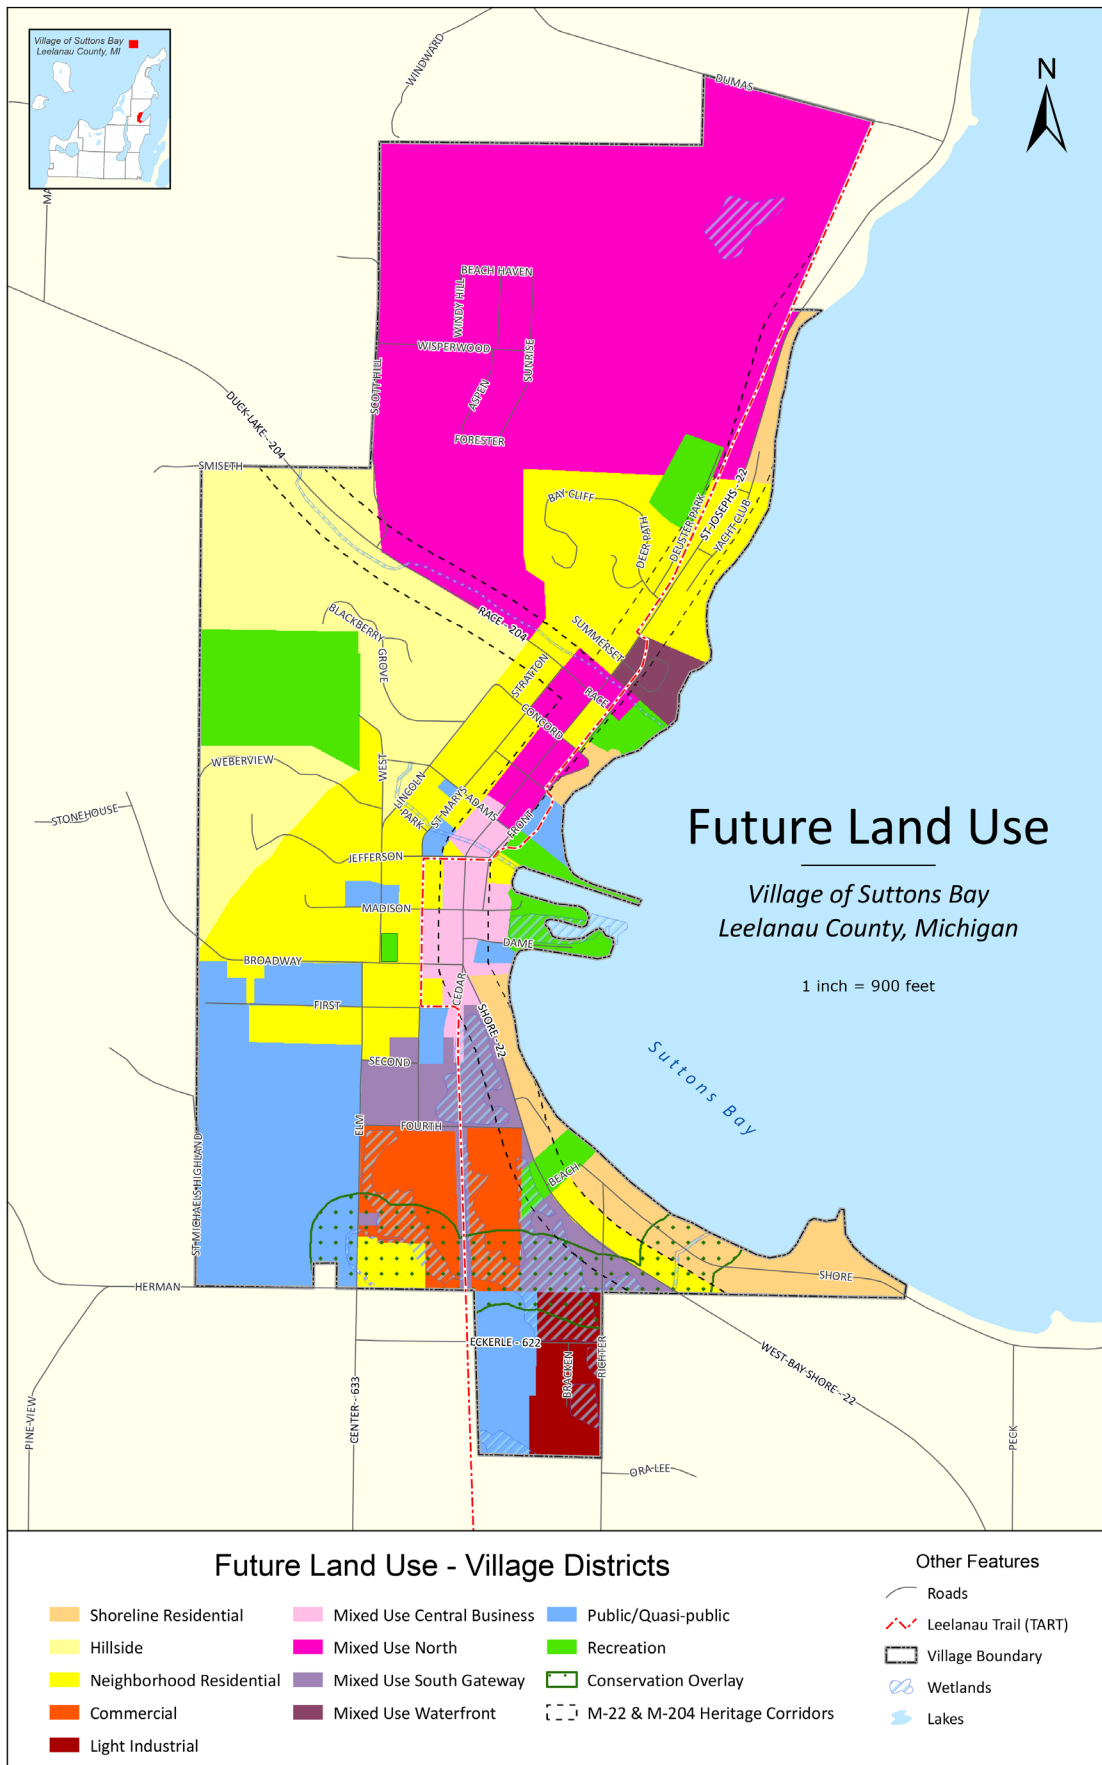 Village of Suttons Bay
Leelanau County, MI
N
WINDWARD
DUMAS
MA
BEACH HAVEN
WINDY HILL
WISPERWOOD
SUNRISE
ASPEN
SCOTT HILL
FORESTER
DUCK-LAKE - 204
SMISETH
BAY CLIFF
DEER-PATH
DEUSTER-PARK
ST-JOSEPHS - 22
YACHT-CLUB
BLACKBERRY
GROVE
RACE - 204
SUMMERSET
STRATTON
RACE
CONCORD
WEBERVIEW
WEST
LINCOLN
PARK
ST-MARYS
ADAMS
FRONT
STONEHOUSE
JEFFERSON
MADISON
DAME
BROADWAY
CEDAR
FIRST
SHORE - 22
SECOND
ELM
FOURTH
BEACH
ST-MICHAELS-HIGHLAND
HERMAN
SHORE
ECKERLE - 622
BRACKEN
RICHTER
WEST-BAY-SHORE - 22
CENTER - 633
PINE-VIEW
PECK
ORA-LEE
Future Land Use
Village of Suttons Bay
Leelanau County, Michigan
1 inch = 900 feet
Suttons Bay
Future Land Use - Village Districts
Shoreline Residential
Hillside
Neighborhood Residential
Commercial
Light Industrial
Mixed Use Central Business
Mixed Use North
Mixed Use South Gateway
Mixed Use Waterfront
Public/Quasi-public
Recreation
Conservation Overlay
M-22 & M-204 Heritage Corridors
Other Features
Roads
Leelanau Trail (TART)
Village Boundary
Wetlands
Lakes